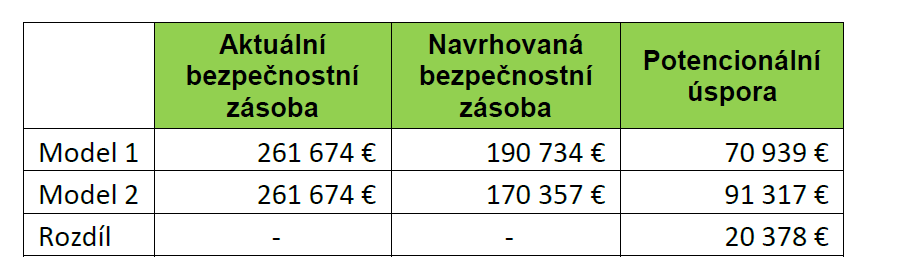 Aktuální bezpečnostní zásoba Navrhovaná bezpečnostní zásoba Potencionální úspora
Model 1 261 674 € 190 734 € 70 939 €
Model 2 261 674 € 170 357 € 91 317 €
Rozdíl - - 20 378 €